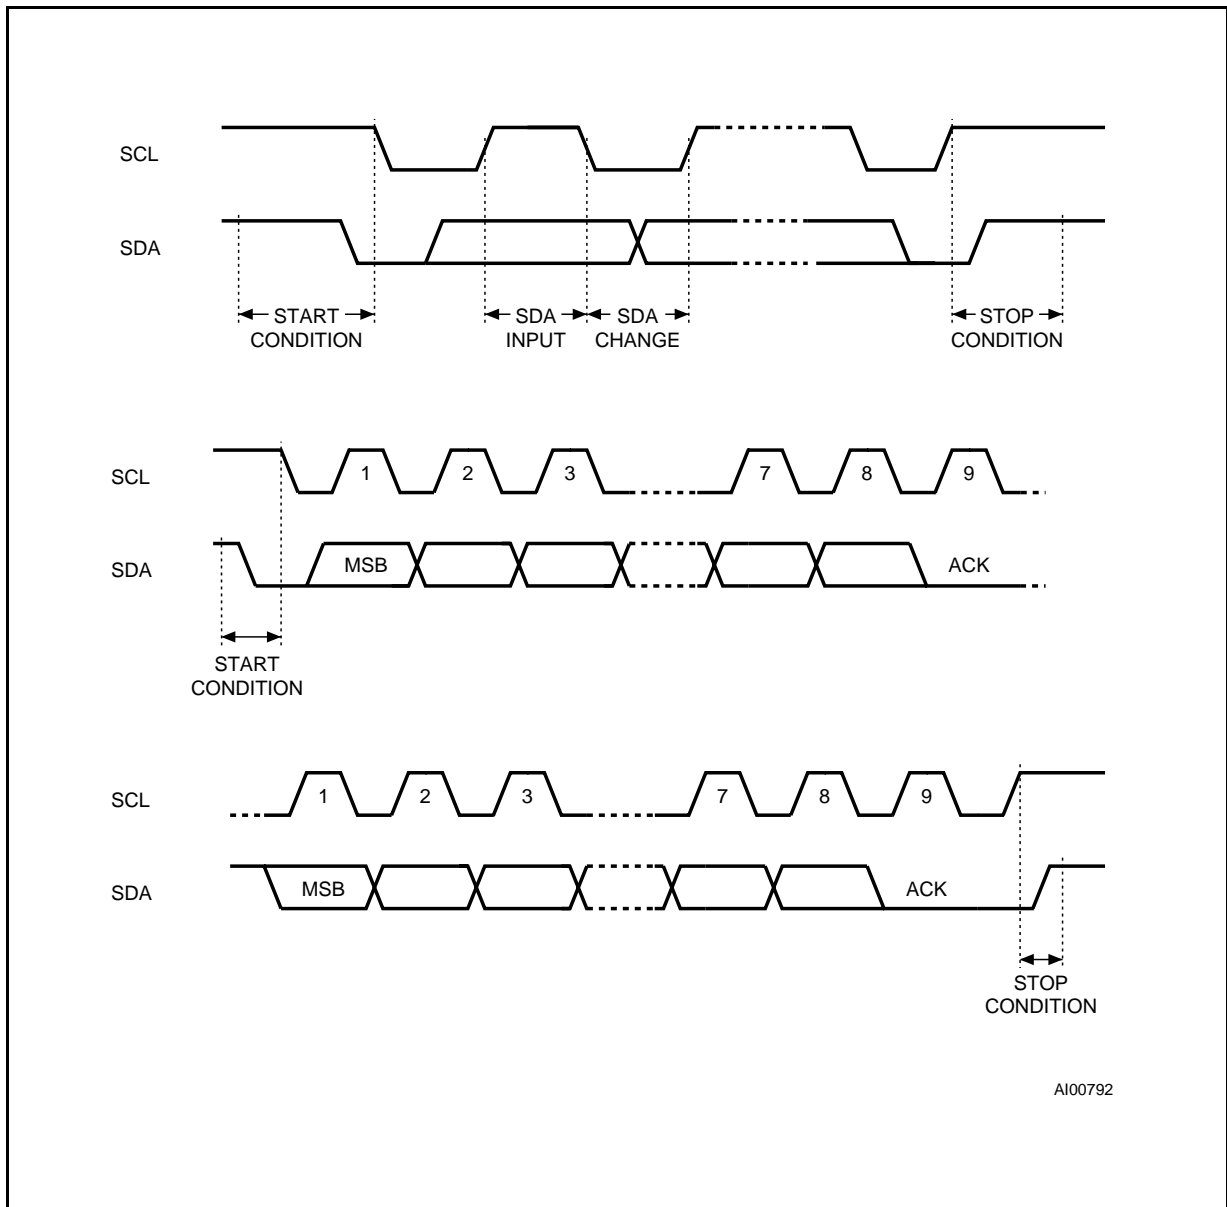 SCL
SDA
START
CONDITION
SDA
INPUT
SDA
CHANGE
STOP
CONDITION
SCL
1 2 3 7 8 9
SDA
MSB ACK
START
CONDITION
SCL
1 2 3 7 8 9
SDA
MSB ACK
STOP
CONDITION
AI00792